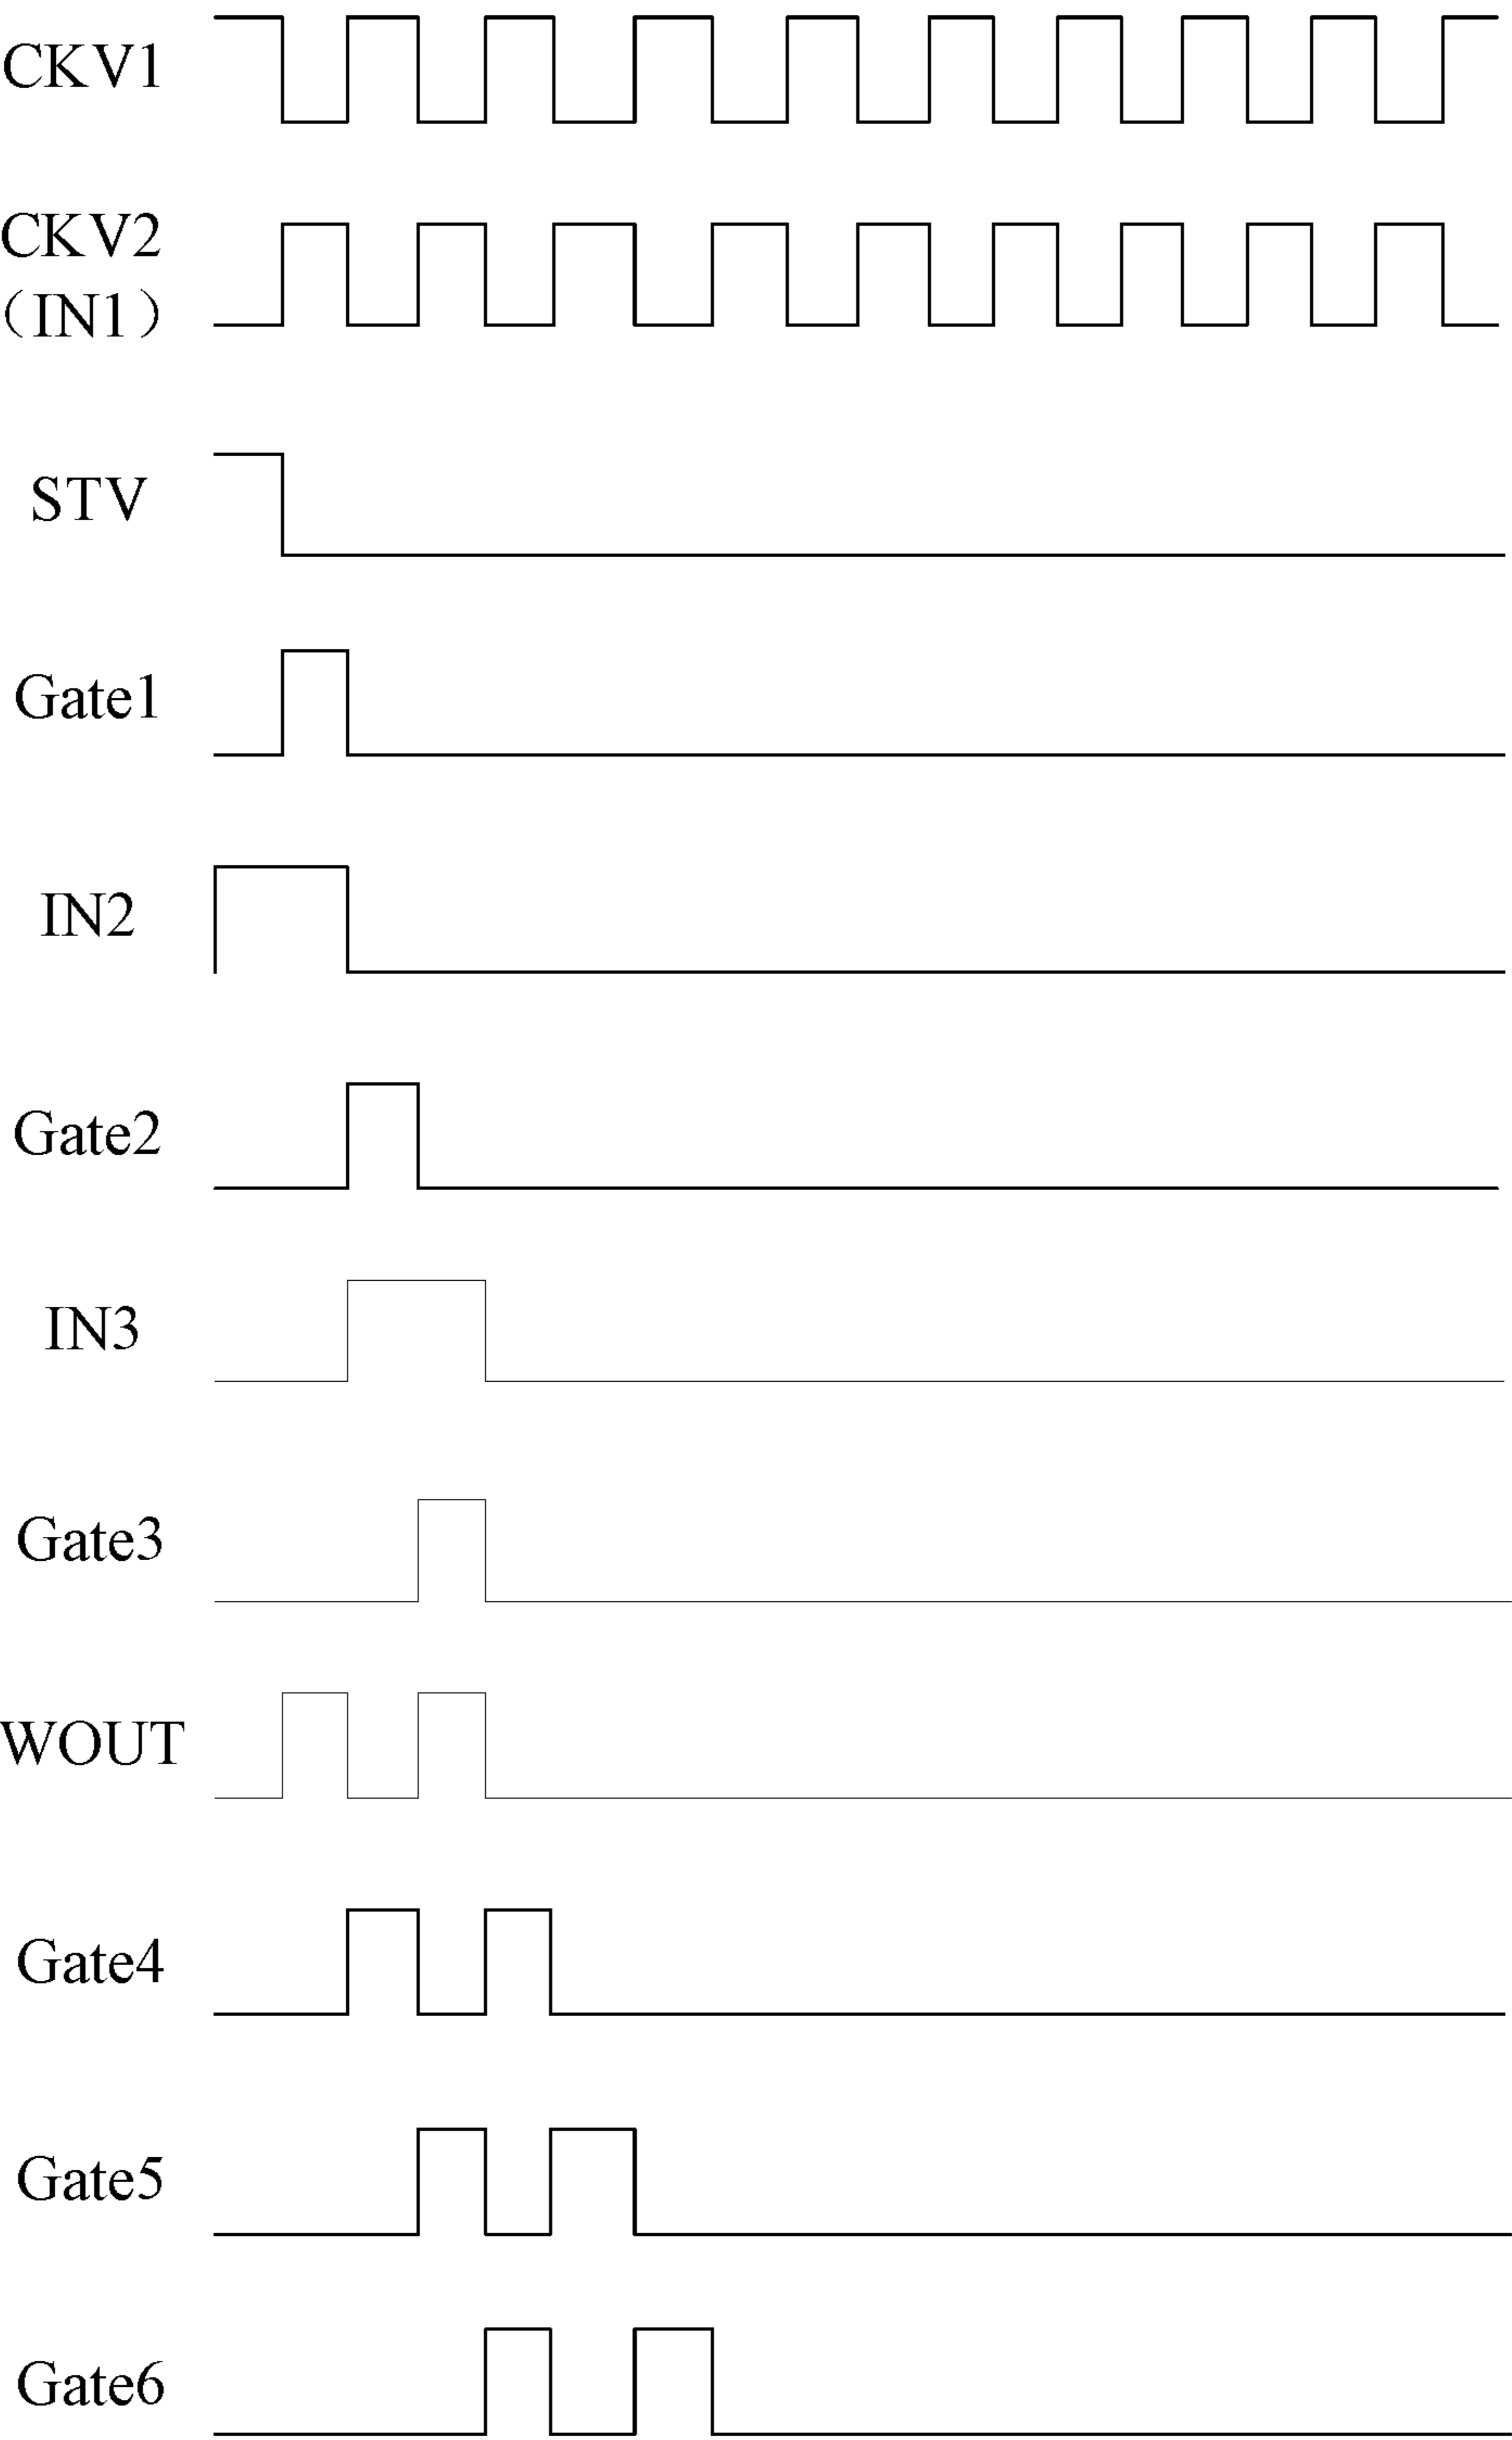 CKV1
CKV2
（IN1）
STV
Gate1
IN2
Gate2
IN3
Gate3
WOUT
Gate4
Gate5
Gate6